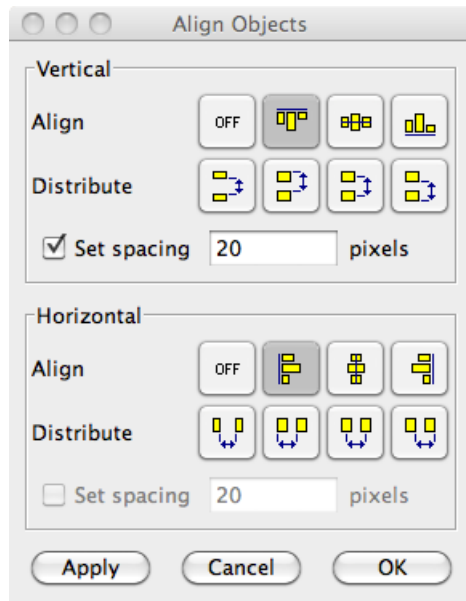 Align Objects
Vertical
Align OFF
Distribute
Set spacing 20 pixels
Horizontal
Align OFF
Distribute
Set spacing 20 pixels
Apply Cancel OK